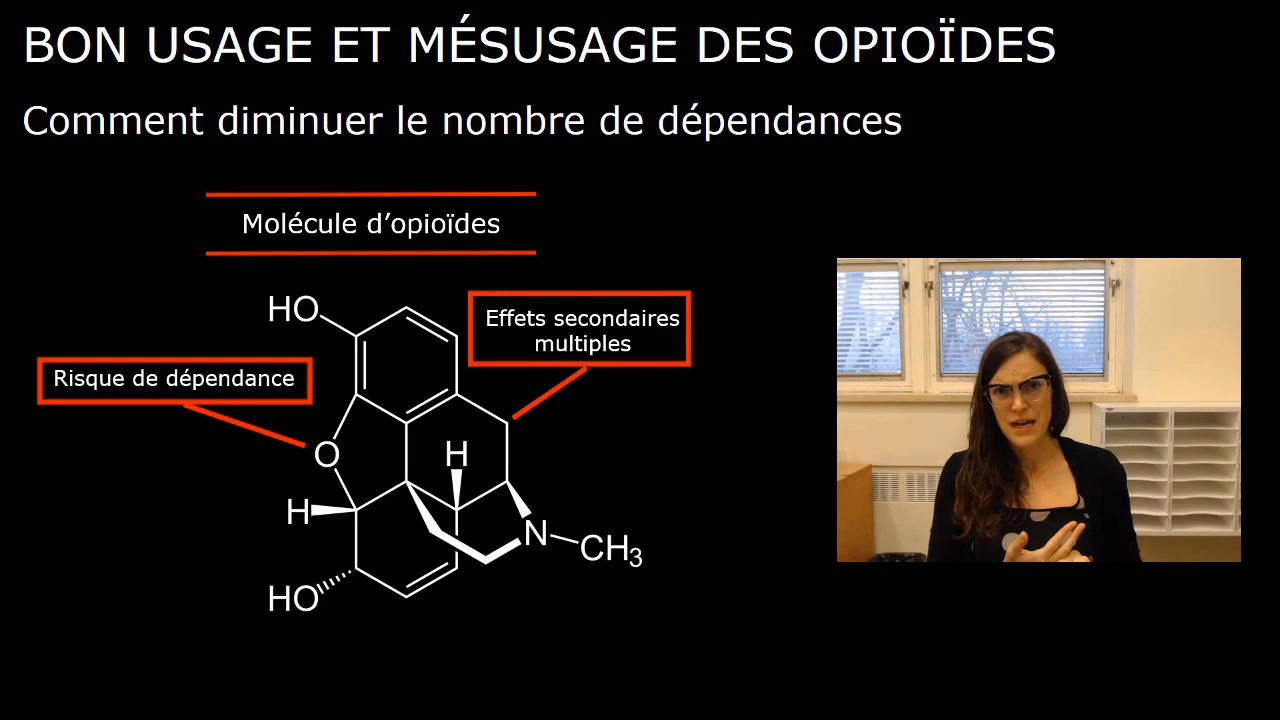 BON USAGE ET MÉSUSAGE DES OPIOÏDES
Comment diminuer le nombre de dépendances
Molécule d’opioïdes
HO
Effets secondaires
multiples
Risque de dépendance
O
H
H
N
CH3
HO